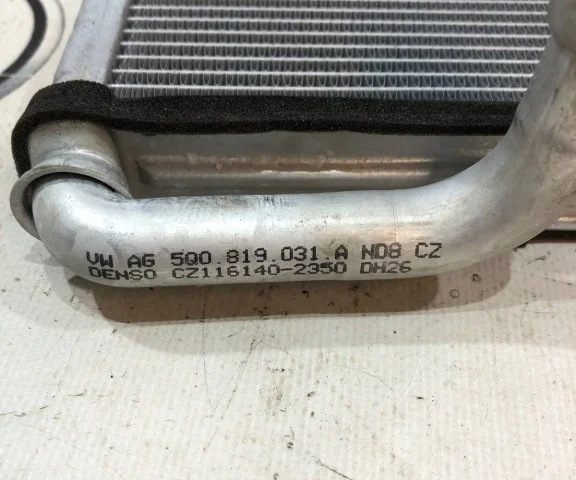 VW AG 5Q0.819.031.A ND8 CZ
DENSO CZ116140-2350 DH26